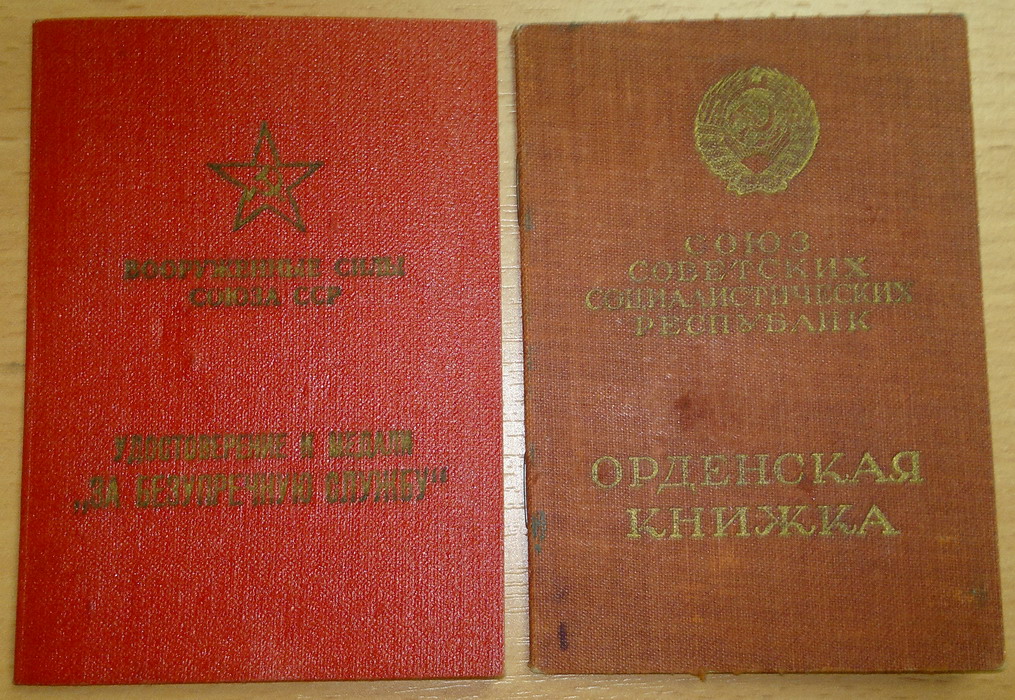 ВООРУЖЕННЫЕ СИЛЫ
СОЮЗА ССР
УДОСТОВЕРЕНИЕ К МЕДАЛИ
„ЗА БЕЗУПРЕЧНУЮ СЛУЖБУ"
СОЮЗ
СОВЕТСКИХ
СОЦИАЛИСТИЧЕСКИХ
РЕСПУБЛИК
ОРДЕНСКАЯ
КНИЖКА